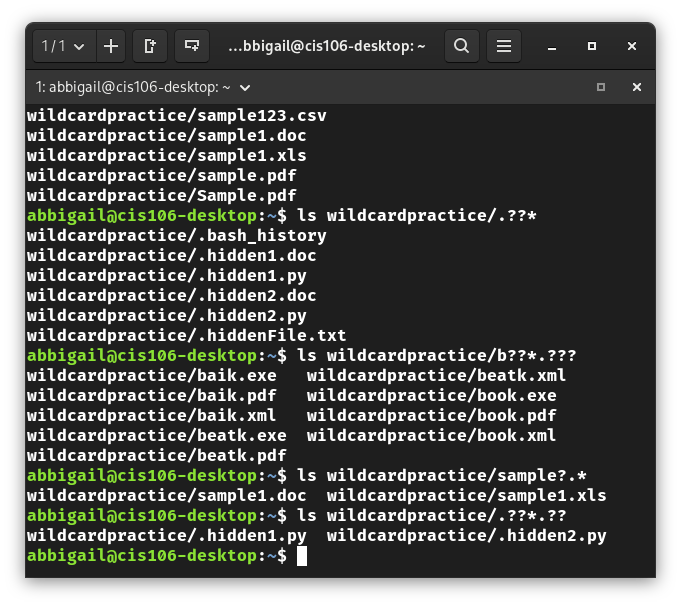 1 / 1
...bbigail@cis106-desktop: ~
1: abbigail@cis106-desktop: ~
wildcardpractice/sample123.csv
wildcardpractice/sample1.doc
wildcardpractice/sample1.xls
wildcardpractice/sample.pdf
wildcardpractice/Sample.pdf
abbigail@cis106-desktop:~$ ls wildcardpractice/.??*
wildcardpractice/.bash_history
wildcardpractice/.hidden1.doc
wildcardpractice/.hidden1.py
wildcardpractice/.hidden2.doc
wildcardpractice/.hidden2.py
wildcardpractice/.hiddenFile.txt
abbigail@cis106-desktop:~$ ls wildcardpractice/b??*.???
wildcardpractice/baik.exe   wildcardpractice/beatk.xml
wildcardpractice/baik.pdf   wildcardpractice/book.exe
wildcardpractice/baik.xml   wildcardpractice/book.pdf
wildcardpractice/beatk.exe  wildcardpractice/book.xml
wildcardpractice/beatk.pdf
abbigail@cis106-desktop:~$ ls wildcardpractice/sample?.*
wildcardpractice/sample1.doc  wildcardpractice/sample1.xls
abbigail@cis106-desktop:~$ ls wildcardpractice/.??*.??
wildcardpractice/.hidden1.py  wildcardpractice/.hidden2.py
abbigail@cis106-desktop:~$